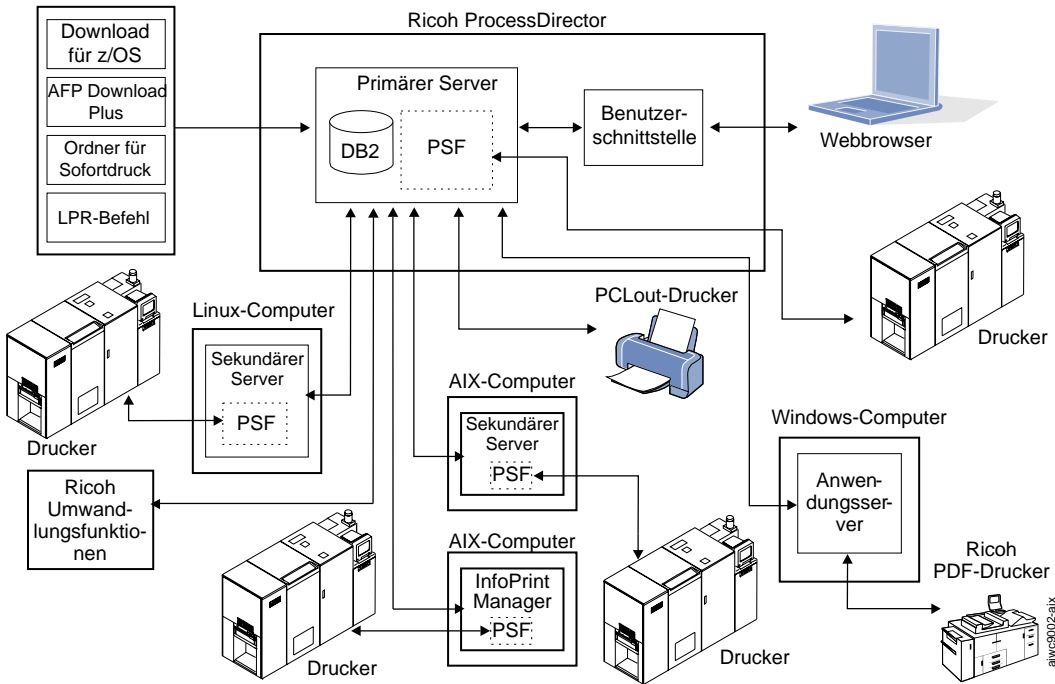 Ricoh ProcessDirector
Download
für z/OS
AFP Download
Plus
Ordner für
Sofortdruck
LPR-Befehl
Primärer Server
DB2
PSF
Benutzer-
schnittstelle
Webbrowser
Drucker
PCLout-Drucker
Linux-Computer
Sekundärer
Server
PSF
Drucker
AIX-Computer
Sekundärer
Server
PSF
Windows-Computer
Anwen-
dungsser-
ver
Ricoh
Umwand-
lungsfunktio-
nen
AIX-Computer
InfoPrint
Manager
PSF
Drucker
Drucker
Ricoh
PDF-Drucker
aiwc9002-aix